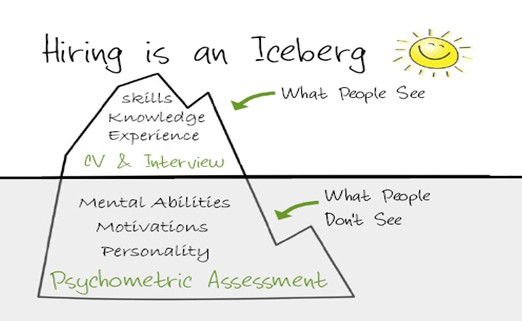 Hiring is an Iceberg
What People See
skills
Knowledge
Experience
CV & Interview
What People
Don't See
Mental Abilities
Motivations
Personality
Psychometric Assessment